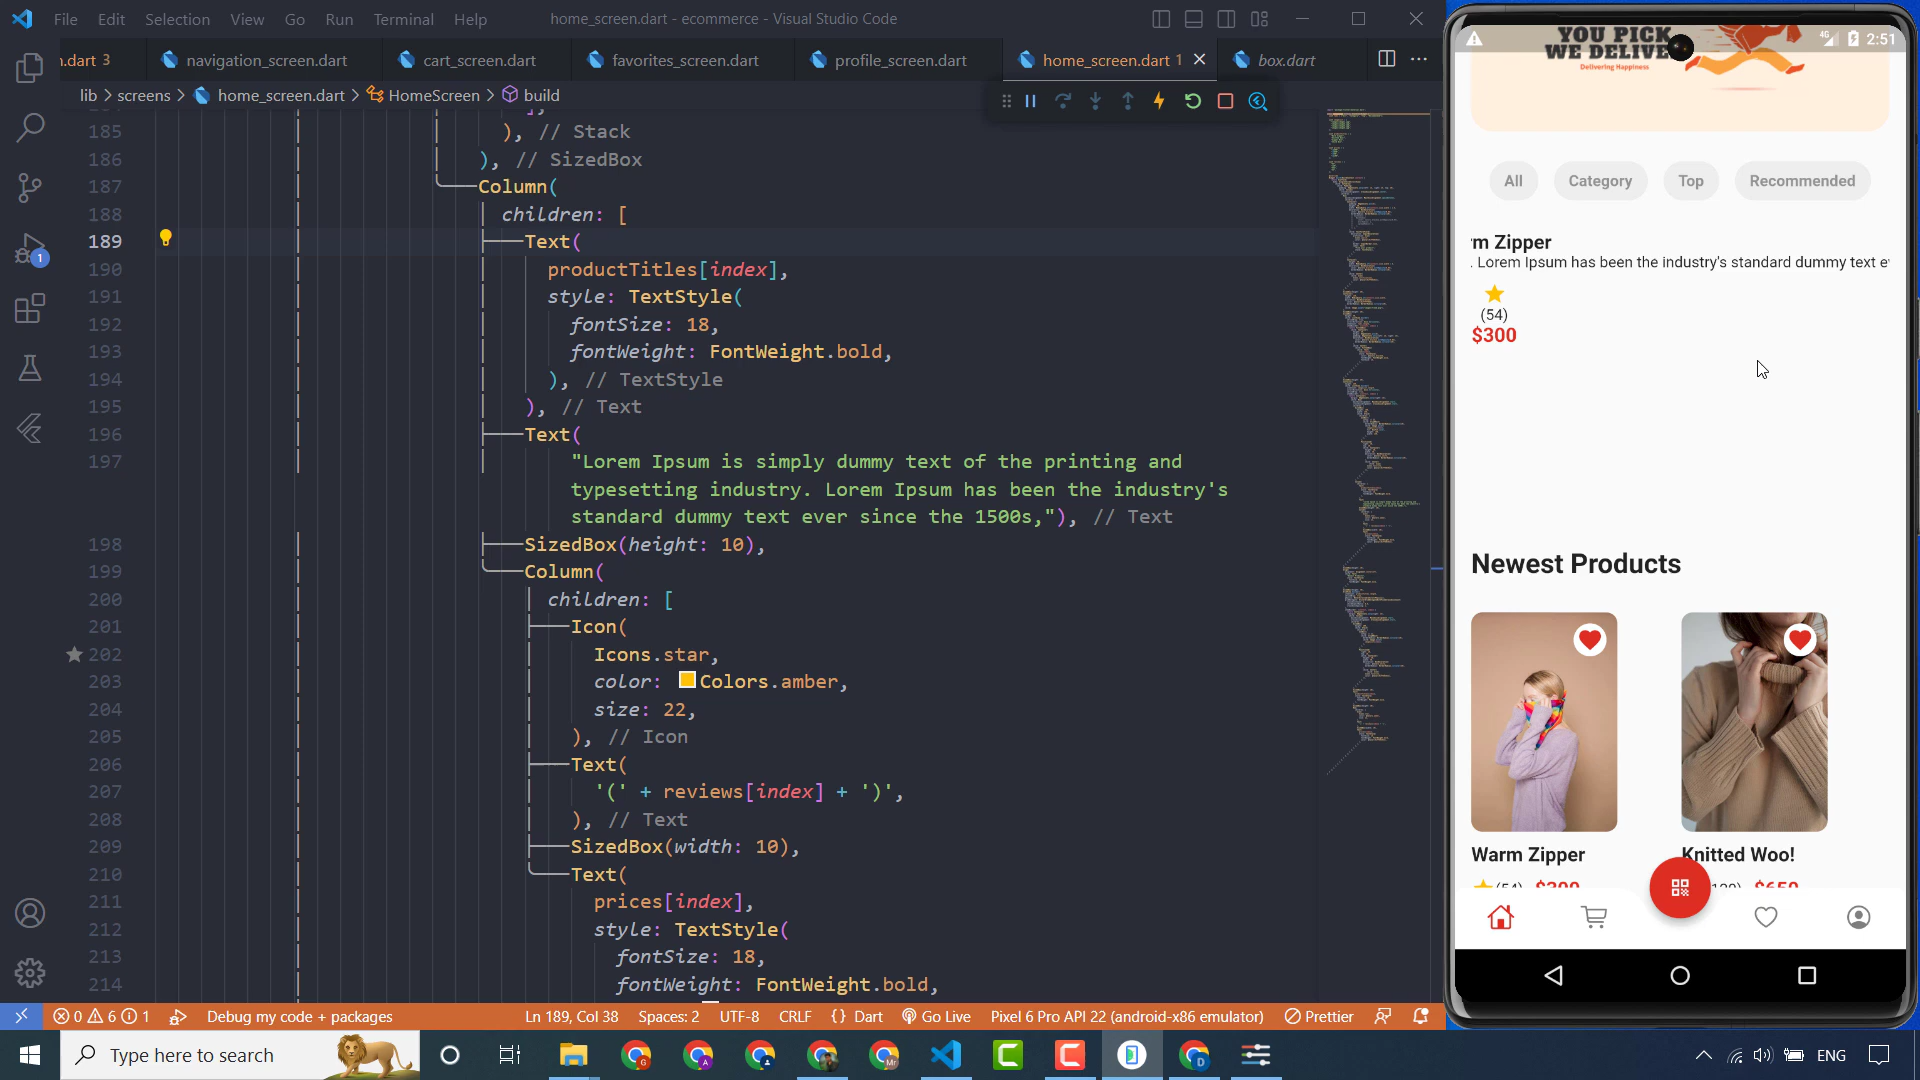 File Edit Selection View Go Run Terminal Help
home_screen.dart - ecommerce - Visual Studio Code
n.dart 3
navigation_screen.dart
cart_screen.dart
favorites_screen.dart
profile_screen.dart
home_screen.dart 1
box.dart
lib > screens > home_screen.dart > HomeScreen > build
185 ), // Stack
186 ), // SizedBox
187 Column(
188 children: [
189 Text(
190 productTitles[index],
191 style: TextStyle(
192 fontSize: 18,
193 fontWeight: FontWeight.bold,
194 ), // TextStyle
195 ), // Text
196 Text(
197 "Lorem Ipsum is simply dummy text of the printing and
typesetting industry. Lorem Ipsum has been the industry's
standard dummy text ever since the 1500s,"), // Text
198 SizedBox(height: 10),
199 Column(
200 children: [
201 Icon(
202 Icons.star,
203 color: Colors.amber,
204 size: 22,
205 ), // Icon
206 Text(
207 '(' + reviews[index] + ')',
208 ), // Text
209 SizedBox(width: 10),
210 Text(
211 prices[index],
212 style: TextStyle(
213 fontSize: 18,
214 fontWeight: FontWeight.bold,
1
0 6 1 Debug my code + packages
Ln 189, Col 38 Spaces: 2 UTF-8 CRLF {} Dart Go Live Pixel 6 Pro API 22 (android-x86 emulator) Prettier
Type here to search
ENG
4G 2:51
YOU PICK
WE DELIVE
Delivering Happiness
All Category Top Recommended
rm Zipper
. Lorem Ipsum has been the industry's standard dummy text e
(54)
$300
Newest Products
Warm Zipper
Knitted Woo!
(54) $300
$650